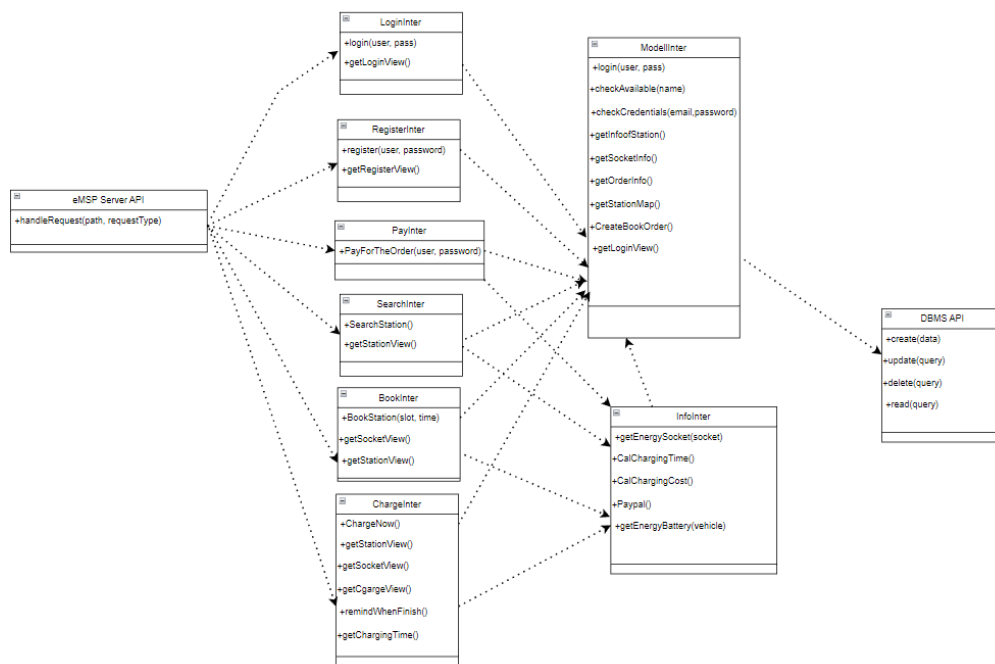 LoginInter
+login(user, pass)
+getLoginView()
RegisterInter
+register(user, password)
+getRegisterView()
eMSP Server API
+handleRequest(path, requestType)
PayInter
+PayForTheOrder(user, password)
SearchInter
+SearchStation()
+getStationView()
BookInter
+BookStation(slot, time)
+getSocketView()
+getStationView()
ChargeInter
+ChargeNow()
+getStationView()
+getSocketView()
+getCgargeView()
+remindWhenFinish()
+getChargingTime()
ModelInter
+login(user, pass)
+checkAvailable(name)
+checkCredentials(email,password)
+getInfoofStation()
+getSocketInfo()
+getOrderInfo()
+getStationMap()
+CreateBookOrder()
+getLoginView()
InfoInter
+getEnergySocket(socket)
+CalChargingTime()
+CalChargingCost()
+Paypal()
+getEnergyBattery(vehicle)
DBMS API
+create(data)
+update(query)
+delete(query)
+read(query)